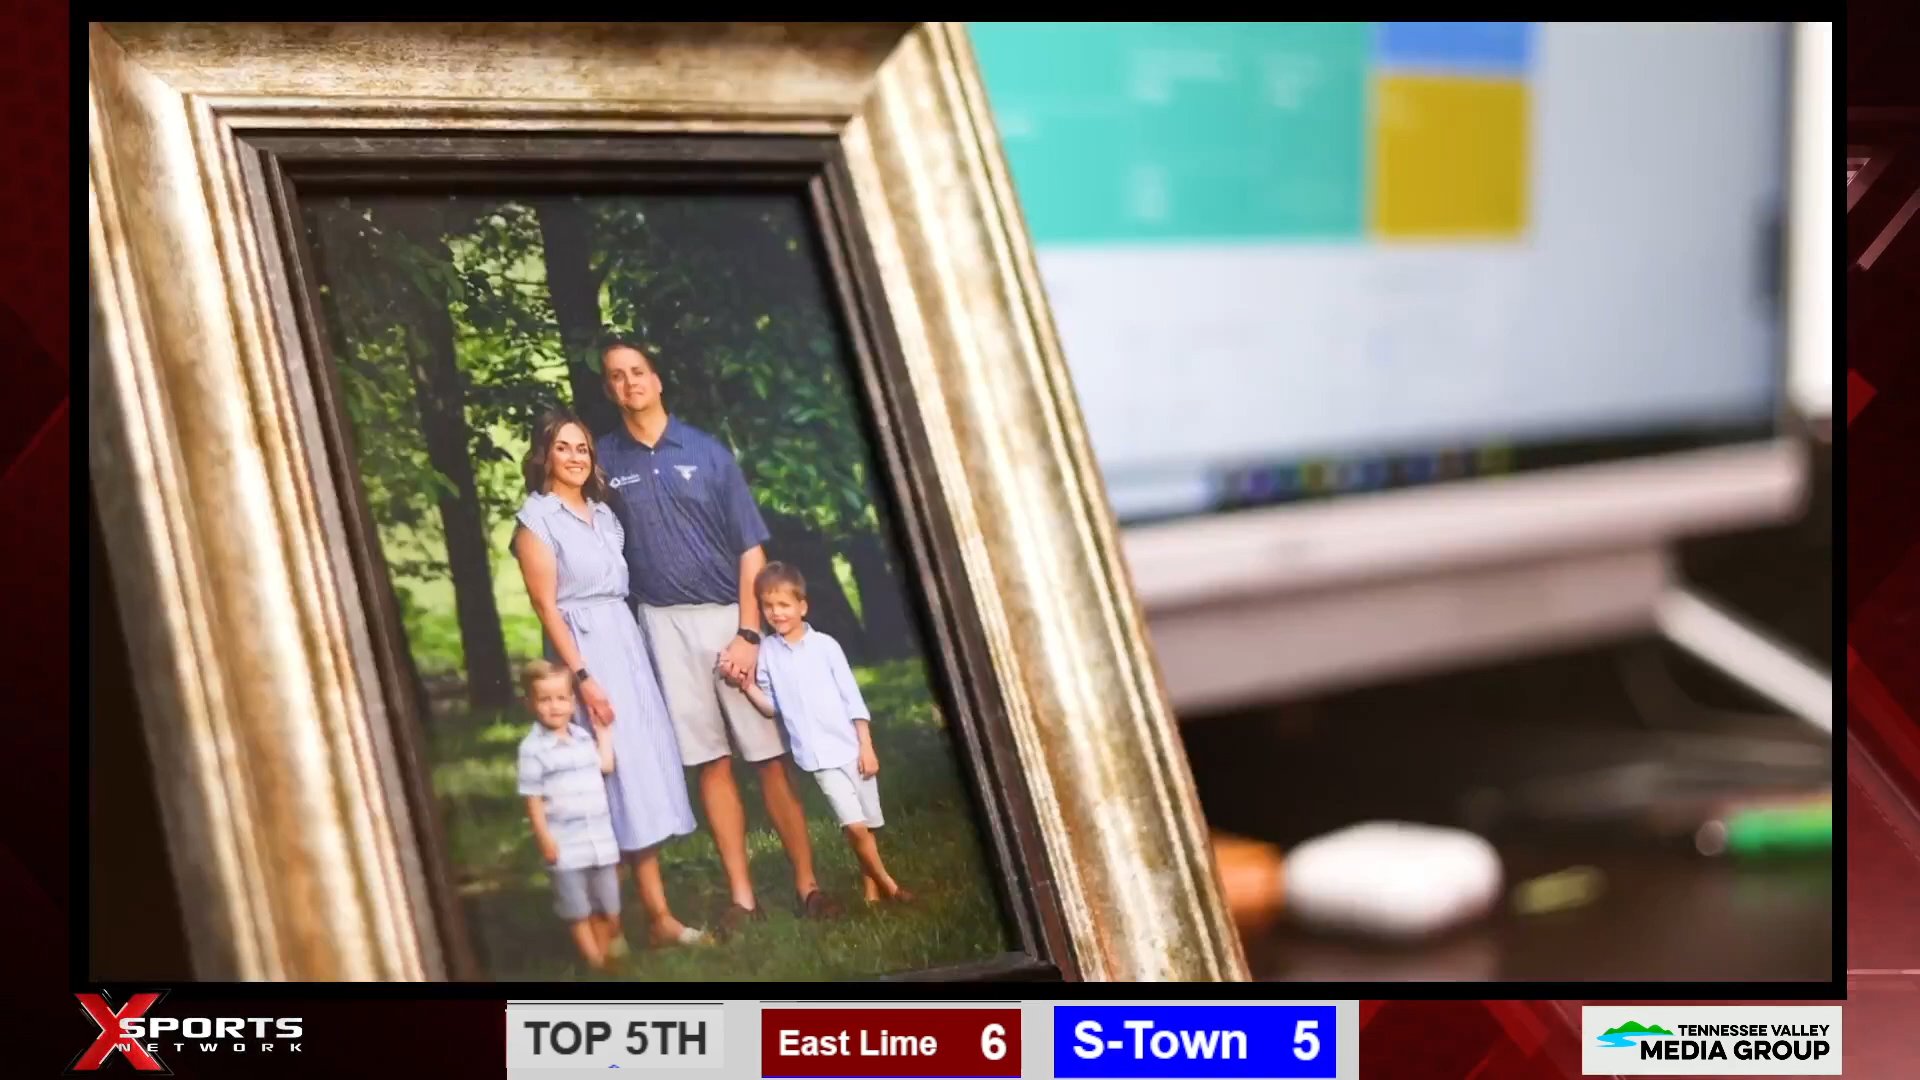 X SPORTS
NETWORK
TOP 5TH
East Lime 6
S-Town 5
TENNESSEE VALLEY
MEDIA GROUP